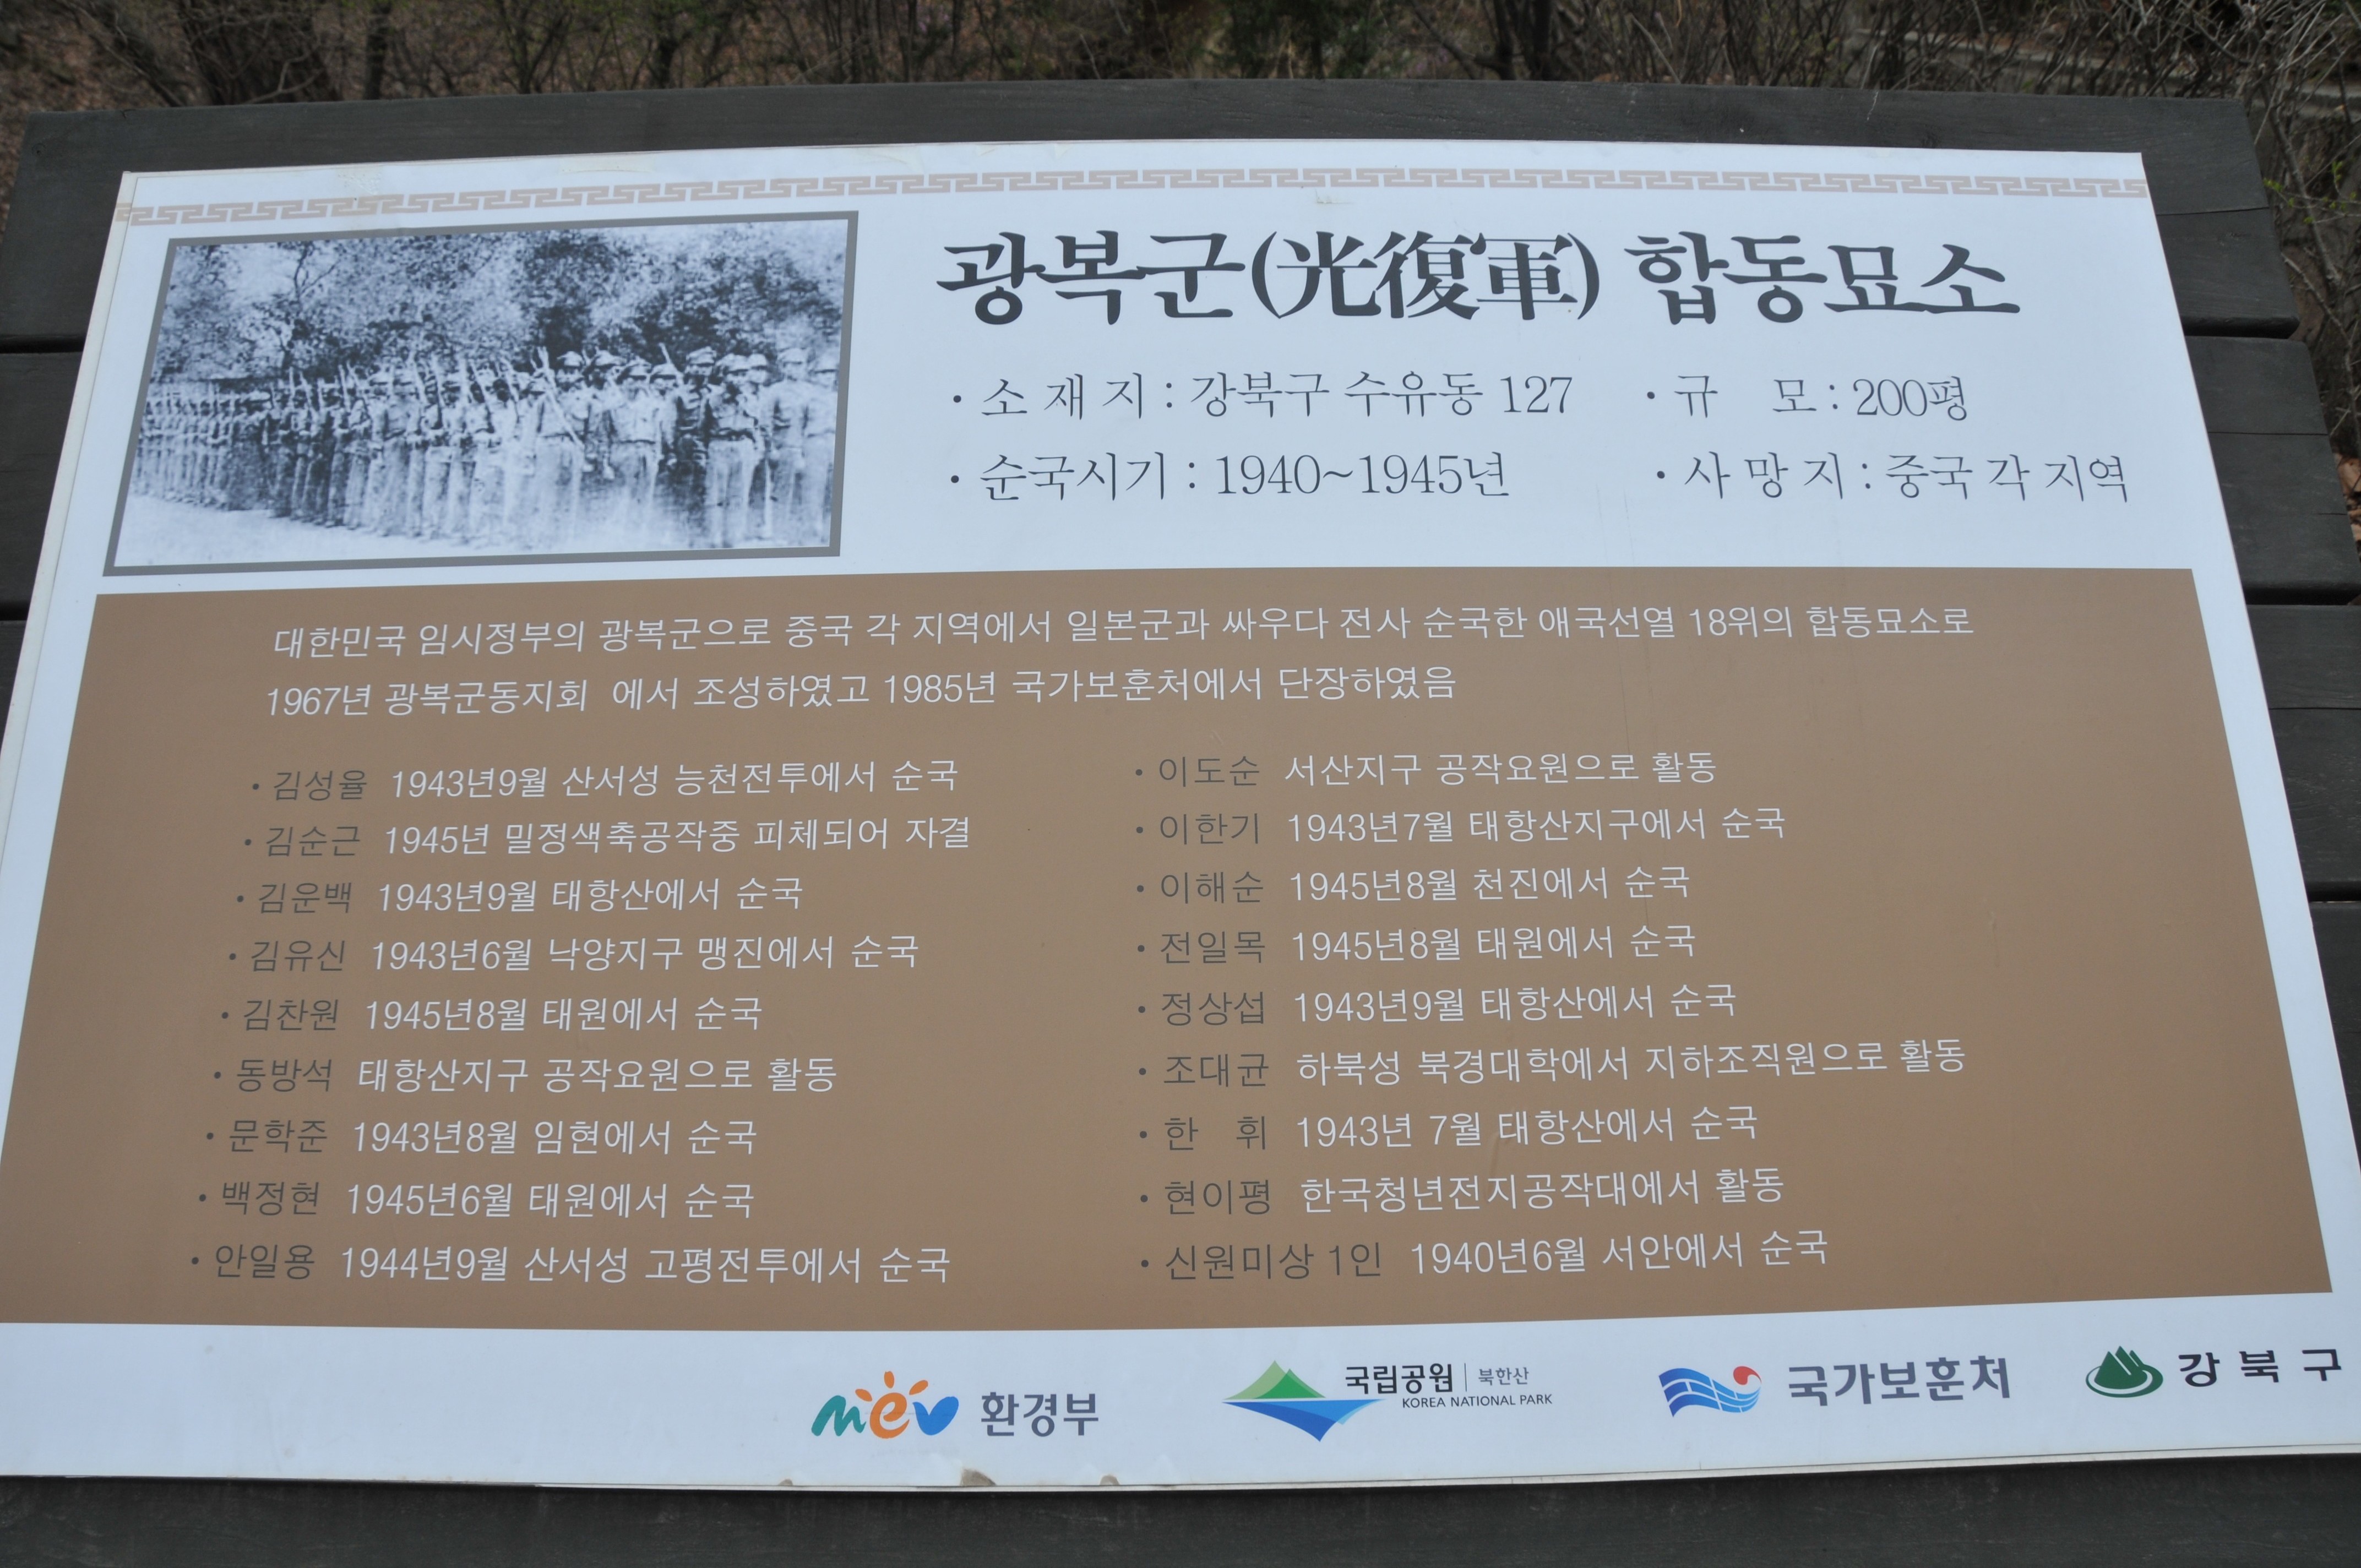 광복군(光復軍) 합동묘소
· 소 재 지 : 강북구 수유동 127 · 규 모 : 200평
· 순국시기 : 1940~1945년 · 사 망 지 : 중국 각 지역
대한민국 임시정부의 광복군으로 중국 각 지역에서 일본군과 싸우다 전사 순국한 애국선열 18위의 합동묘소로
1967년 광복군동지회 에서 조성하였고 1985년 국가보훈처에서 단장하였음
· 김성율 1943년9월 산서성 능천전투에서 순국
· 김순근 1945년 밀정색축공작중 피체되어 자결
· 김운백 1943년9월 태항산에서 순국
· 김유신 1943년6월 낙양지구 맹진에서 순국
· 김찬원 1945년8월 태원에서 순국
· 동방석 태항산지구 공작요원으로 활동
· 문학준 1943년8월 임현에서 순국
· 백정현 1945년6월 태원에서 순국
· 안일용 1944년9월 산서성 고평전투에서 순국
· 이도순 서산지구 공작요원으로 활동
· 이한기 1943년7월 태항산지구에서 순국
· 이해순 1945년8월 천진에서 순국
· 전일목 1945년8월 태원에서 순국
· 정상섭 1943년9월 태항산에서 순국
· 조대균 하북성 북경대학에서 지하조직원으로 활동
· 한 휘 1943년 7월 태항산에서 순국
· 현이평 한국청년전지공작대에서 활동
· 신원미상 1인 1940년6월 서안에서 순국
mev 환경부
국립공원 | 북한산
KOREA NATIONAL PARK
국가보훈처
강북구